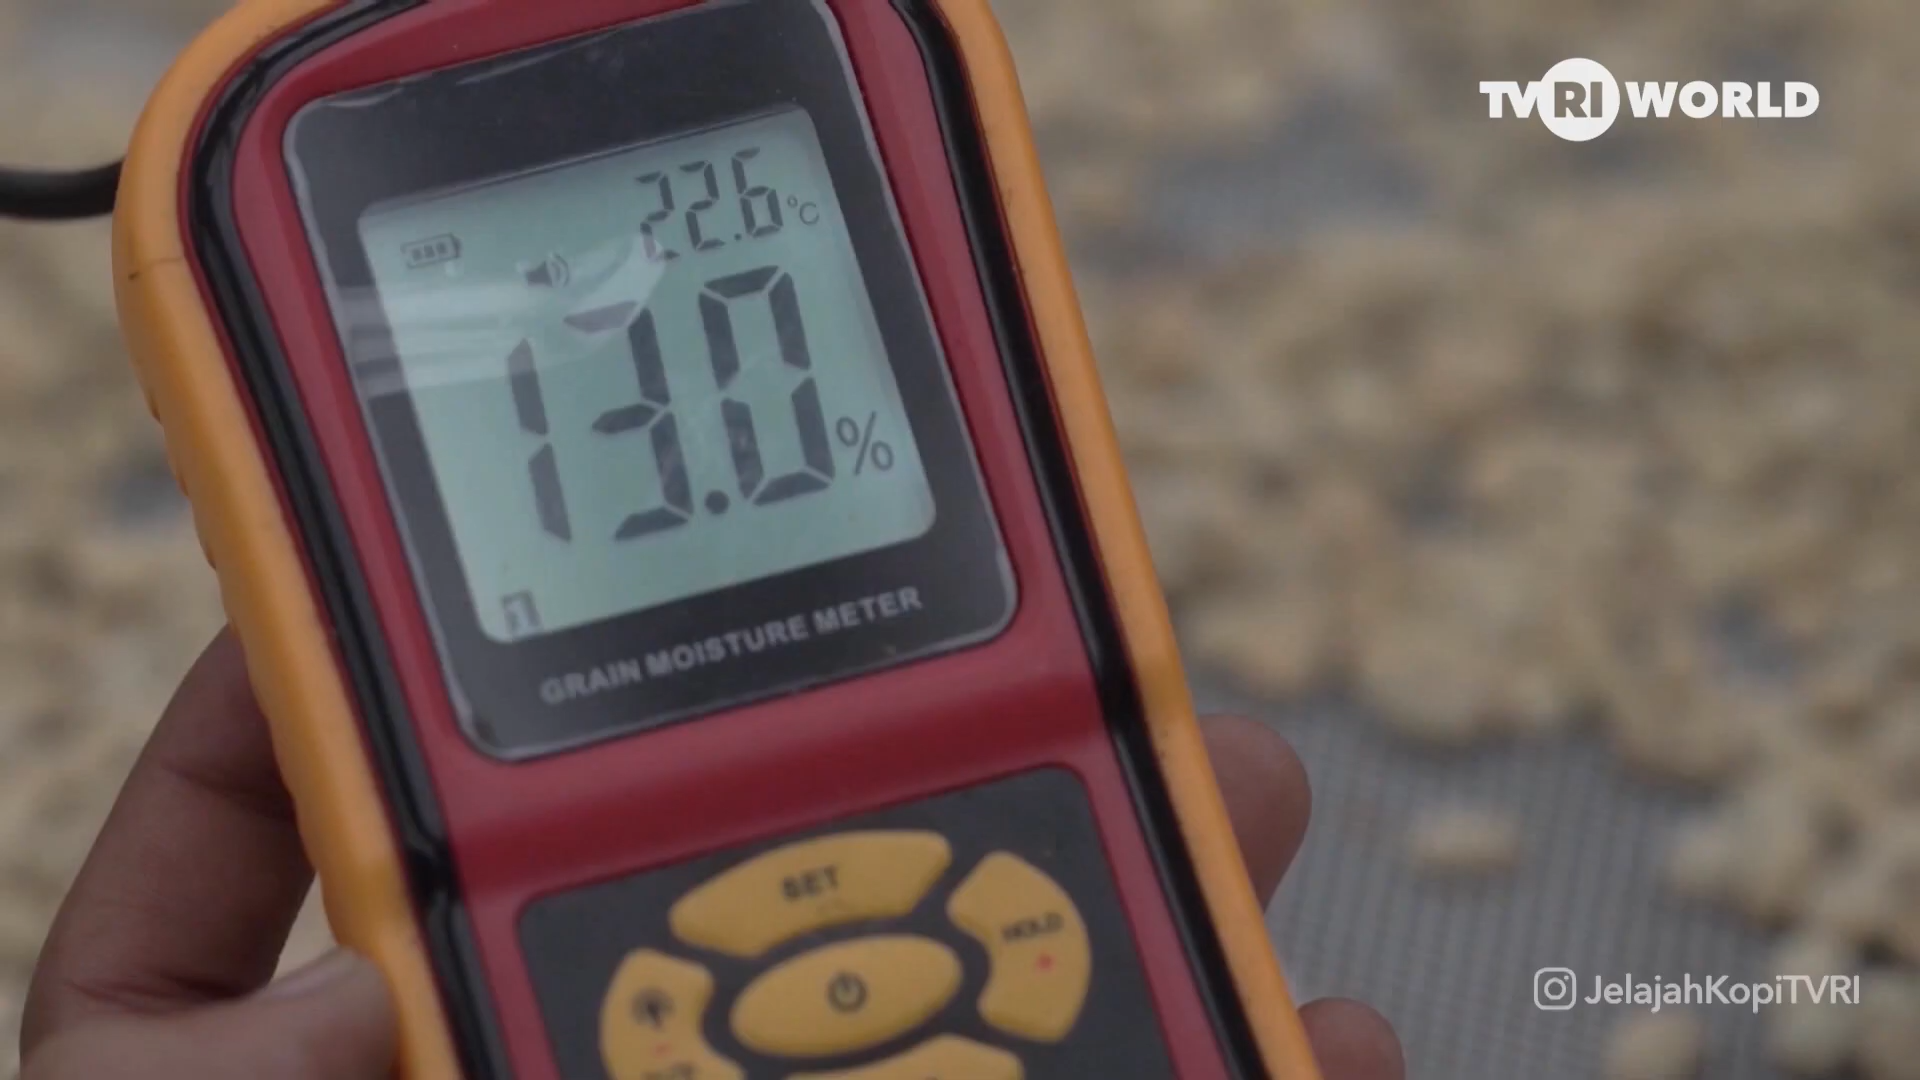 TVRI WORLD
22.6 °C
13.0 %
1
GRAIN MOISTURE METER
SET
HOLD
JelajahKopiTVRI